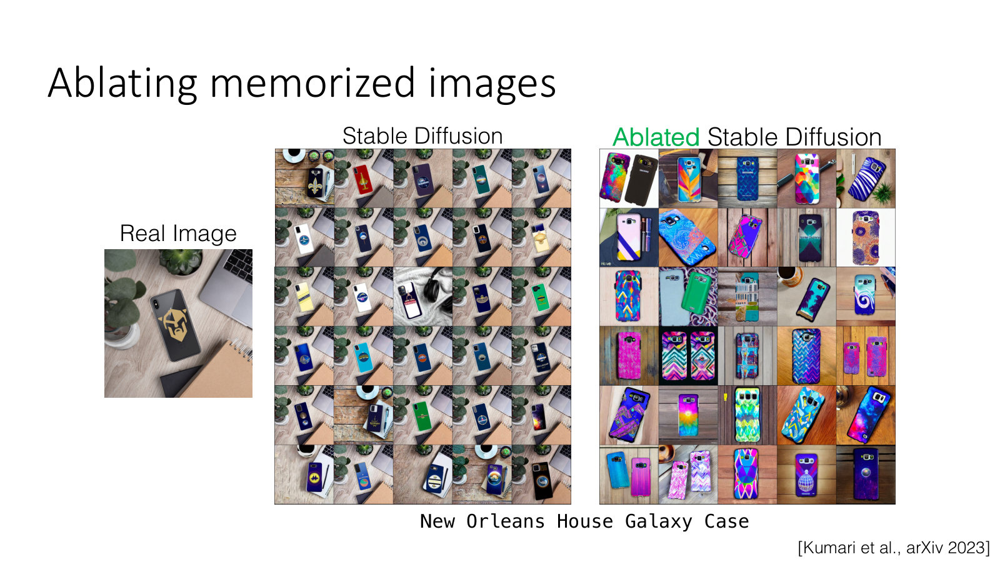 Ablating memorized images
Stable Diffusion
Ablated Stable Diffusion
Real Image
New Orleans House Galaxy Case
[Kumari et al., arXiv 2023]